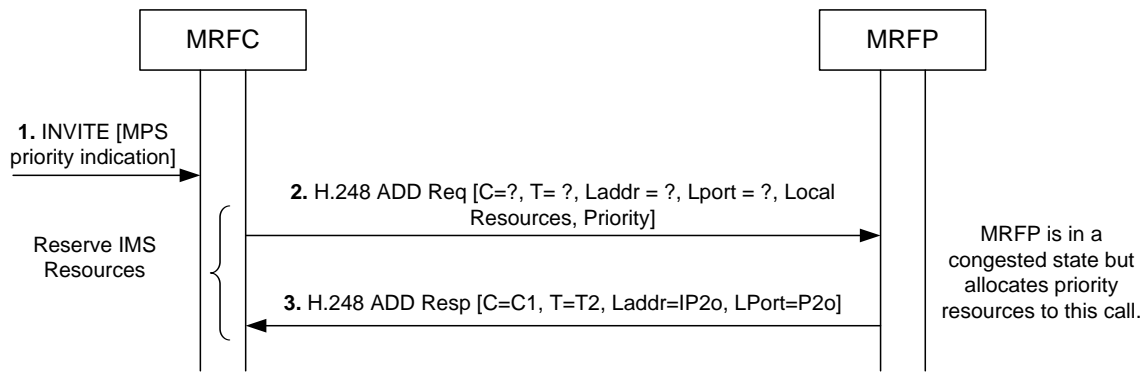 MRFC
MRFP
1. INVITE [MPS
priority indication]
2. H.248 ADD Req [C=?, T= ?, Laddr = ?, Lport = ?, Local
Resources, Priority]
Reserve IMS
Resources
MRFP is in a
congested state but
allocates priority
resources to this call.
3. H.248 ADD Resp [C=C1, T=T2, Laddr=IP2o, LPort=P2o]